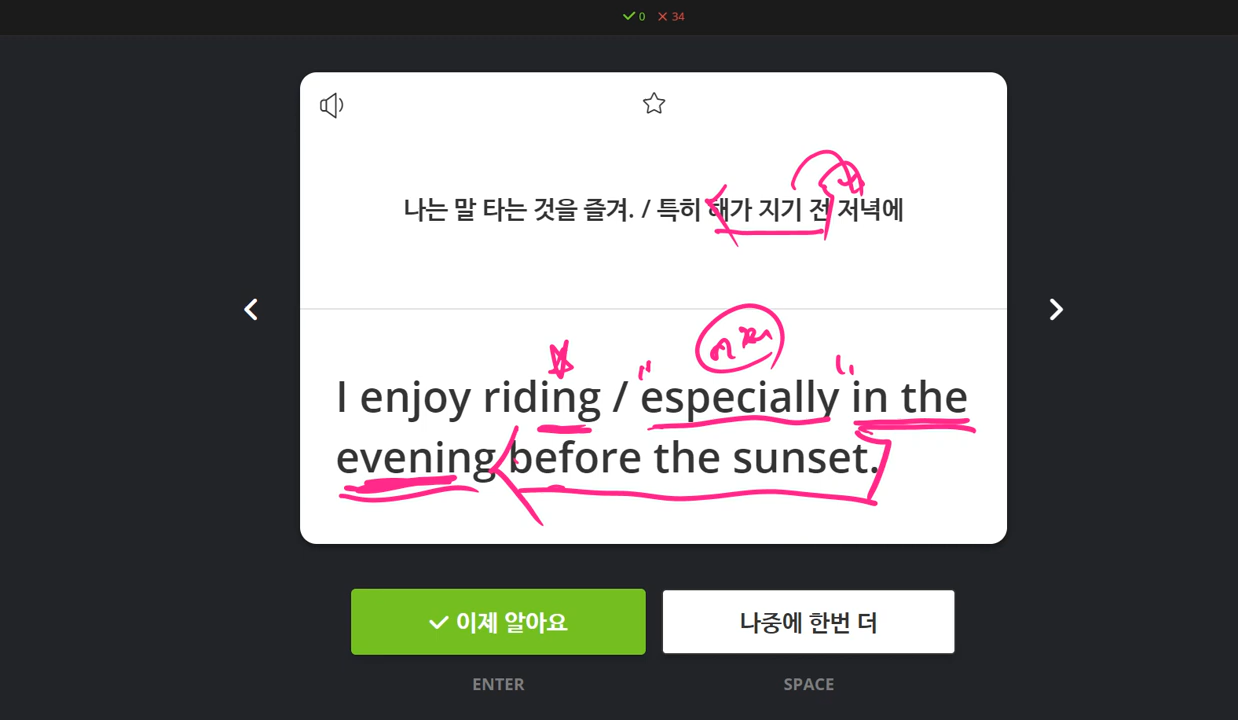 0 34
나는 말 타는 것을 즐겨. / 특히 해가 지기 전 저녁에
I enjoy riding / especially in the
evening before the sunset.
이제 알아요 나중에 한번 더
ENTER SPACE